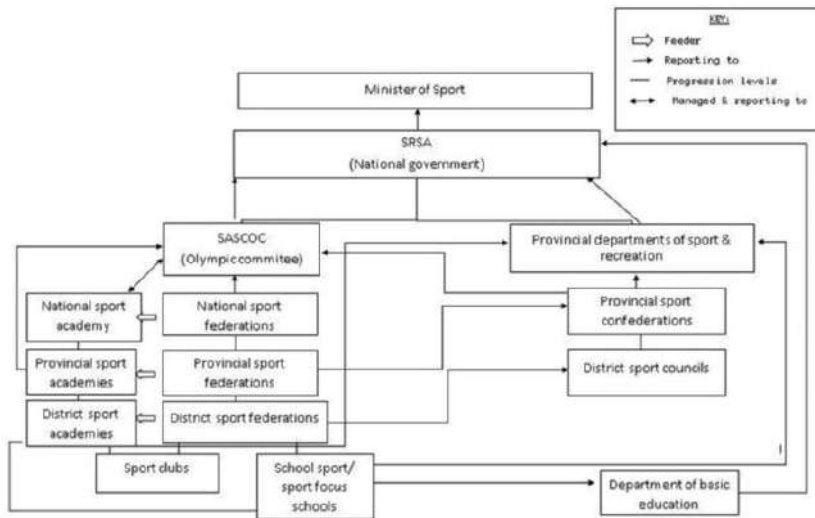 KEY:
Feeder
Reporting to
Progression levels
Managed & reporting to
Minister of Sport
SRSA
(National government)
SASCOC
(Olympic commitee)
Provincial departments of sport &
recreation
National sport
academy
National sport
federations
Provincial sport
confederations
Provincial sport
academies
Provincial sport
federations
District sport councils
District sport
academies
District sport federations
Sport clubs
School sport/
sport focus
schools
Department of basic
education